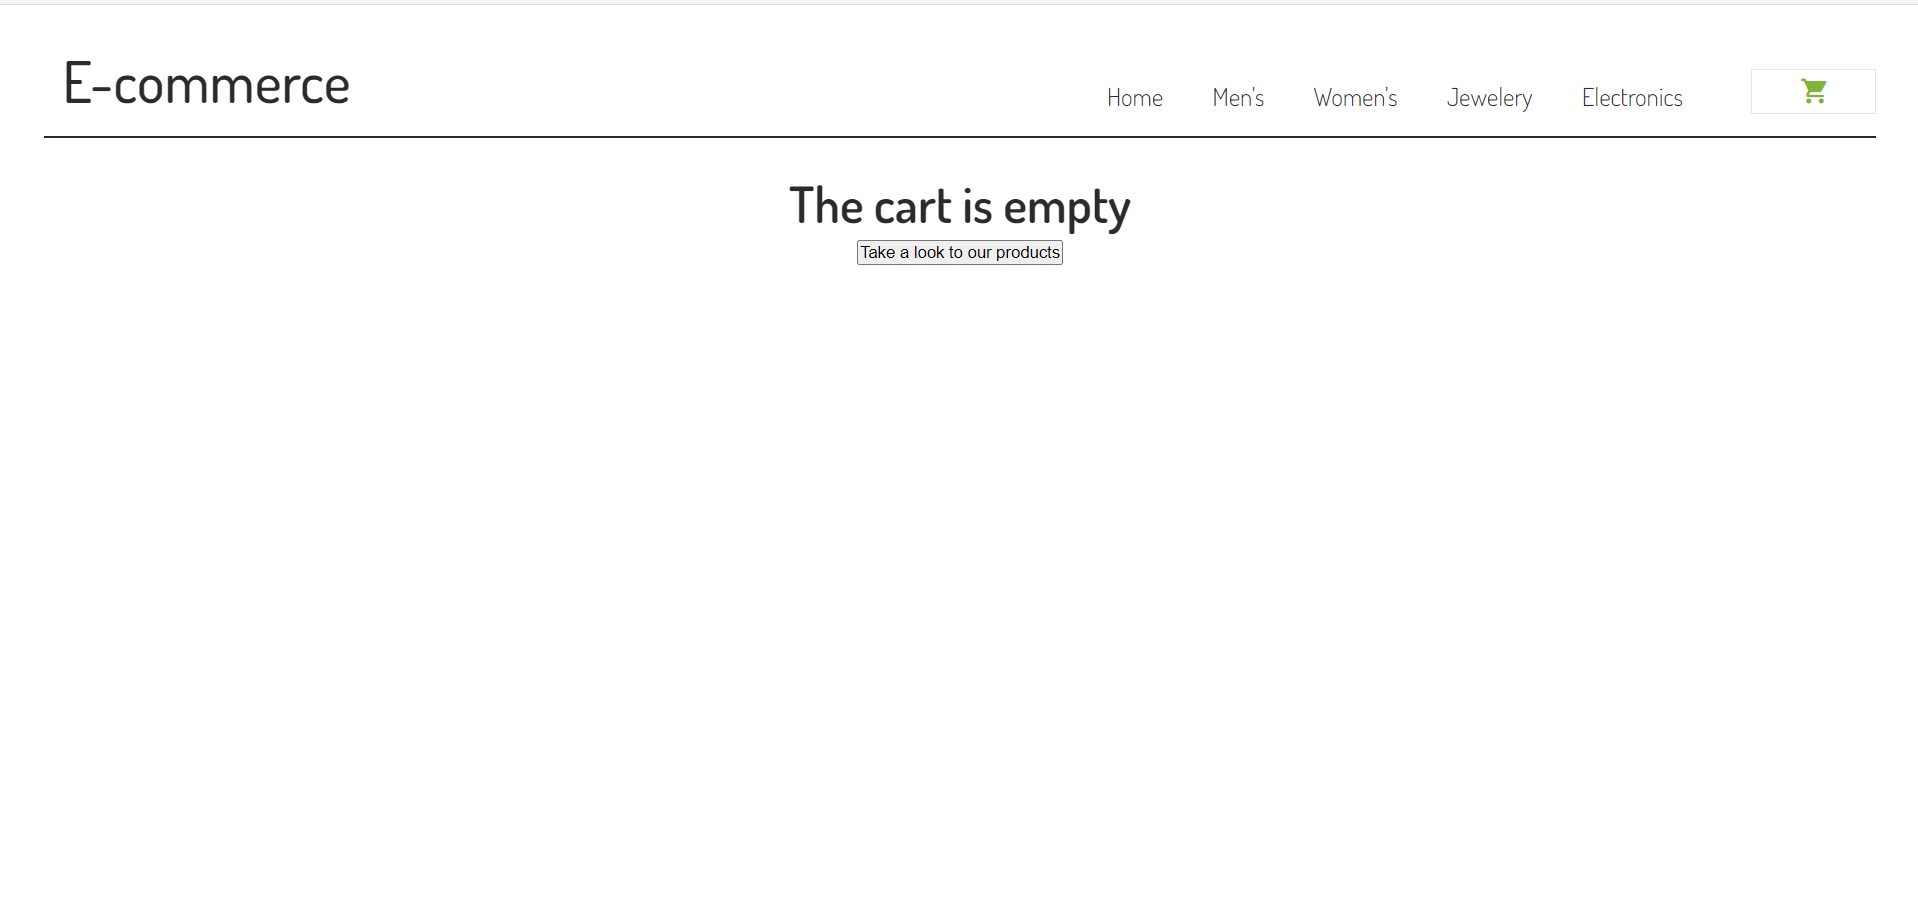 E-commerce
Home Men's Women's Jewelery Electronics
The cart is empty
Take a look to our products